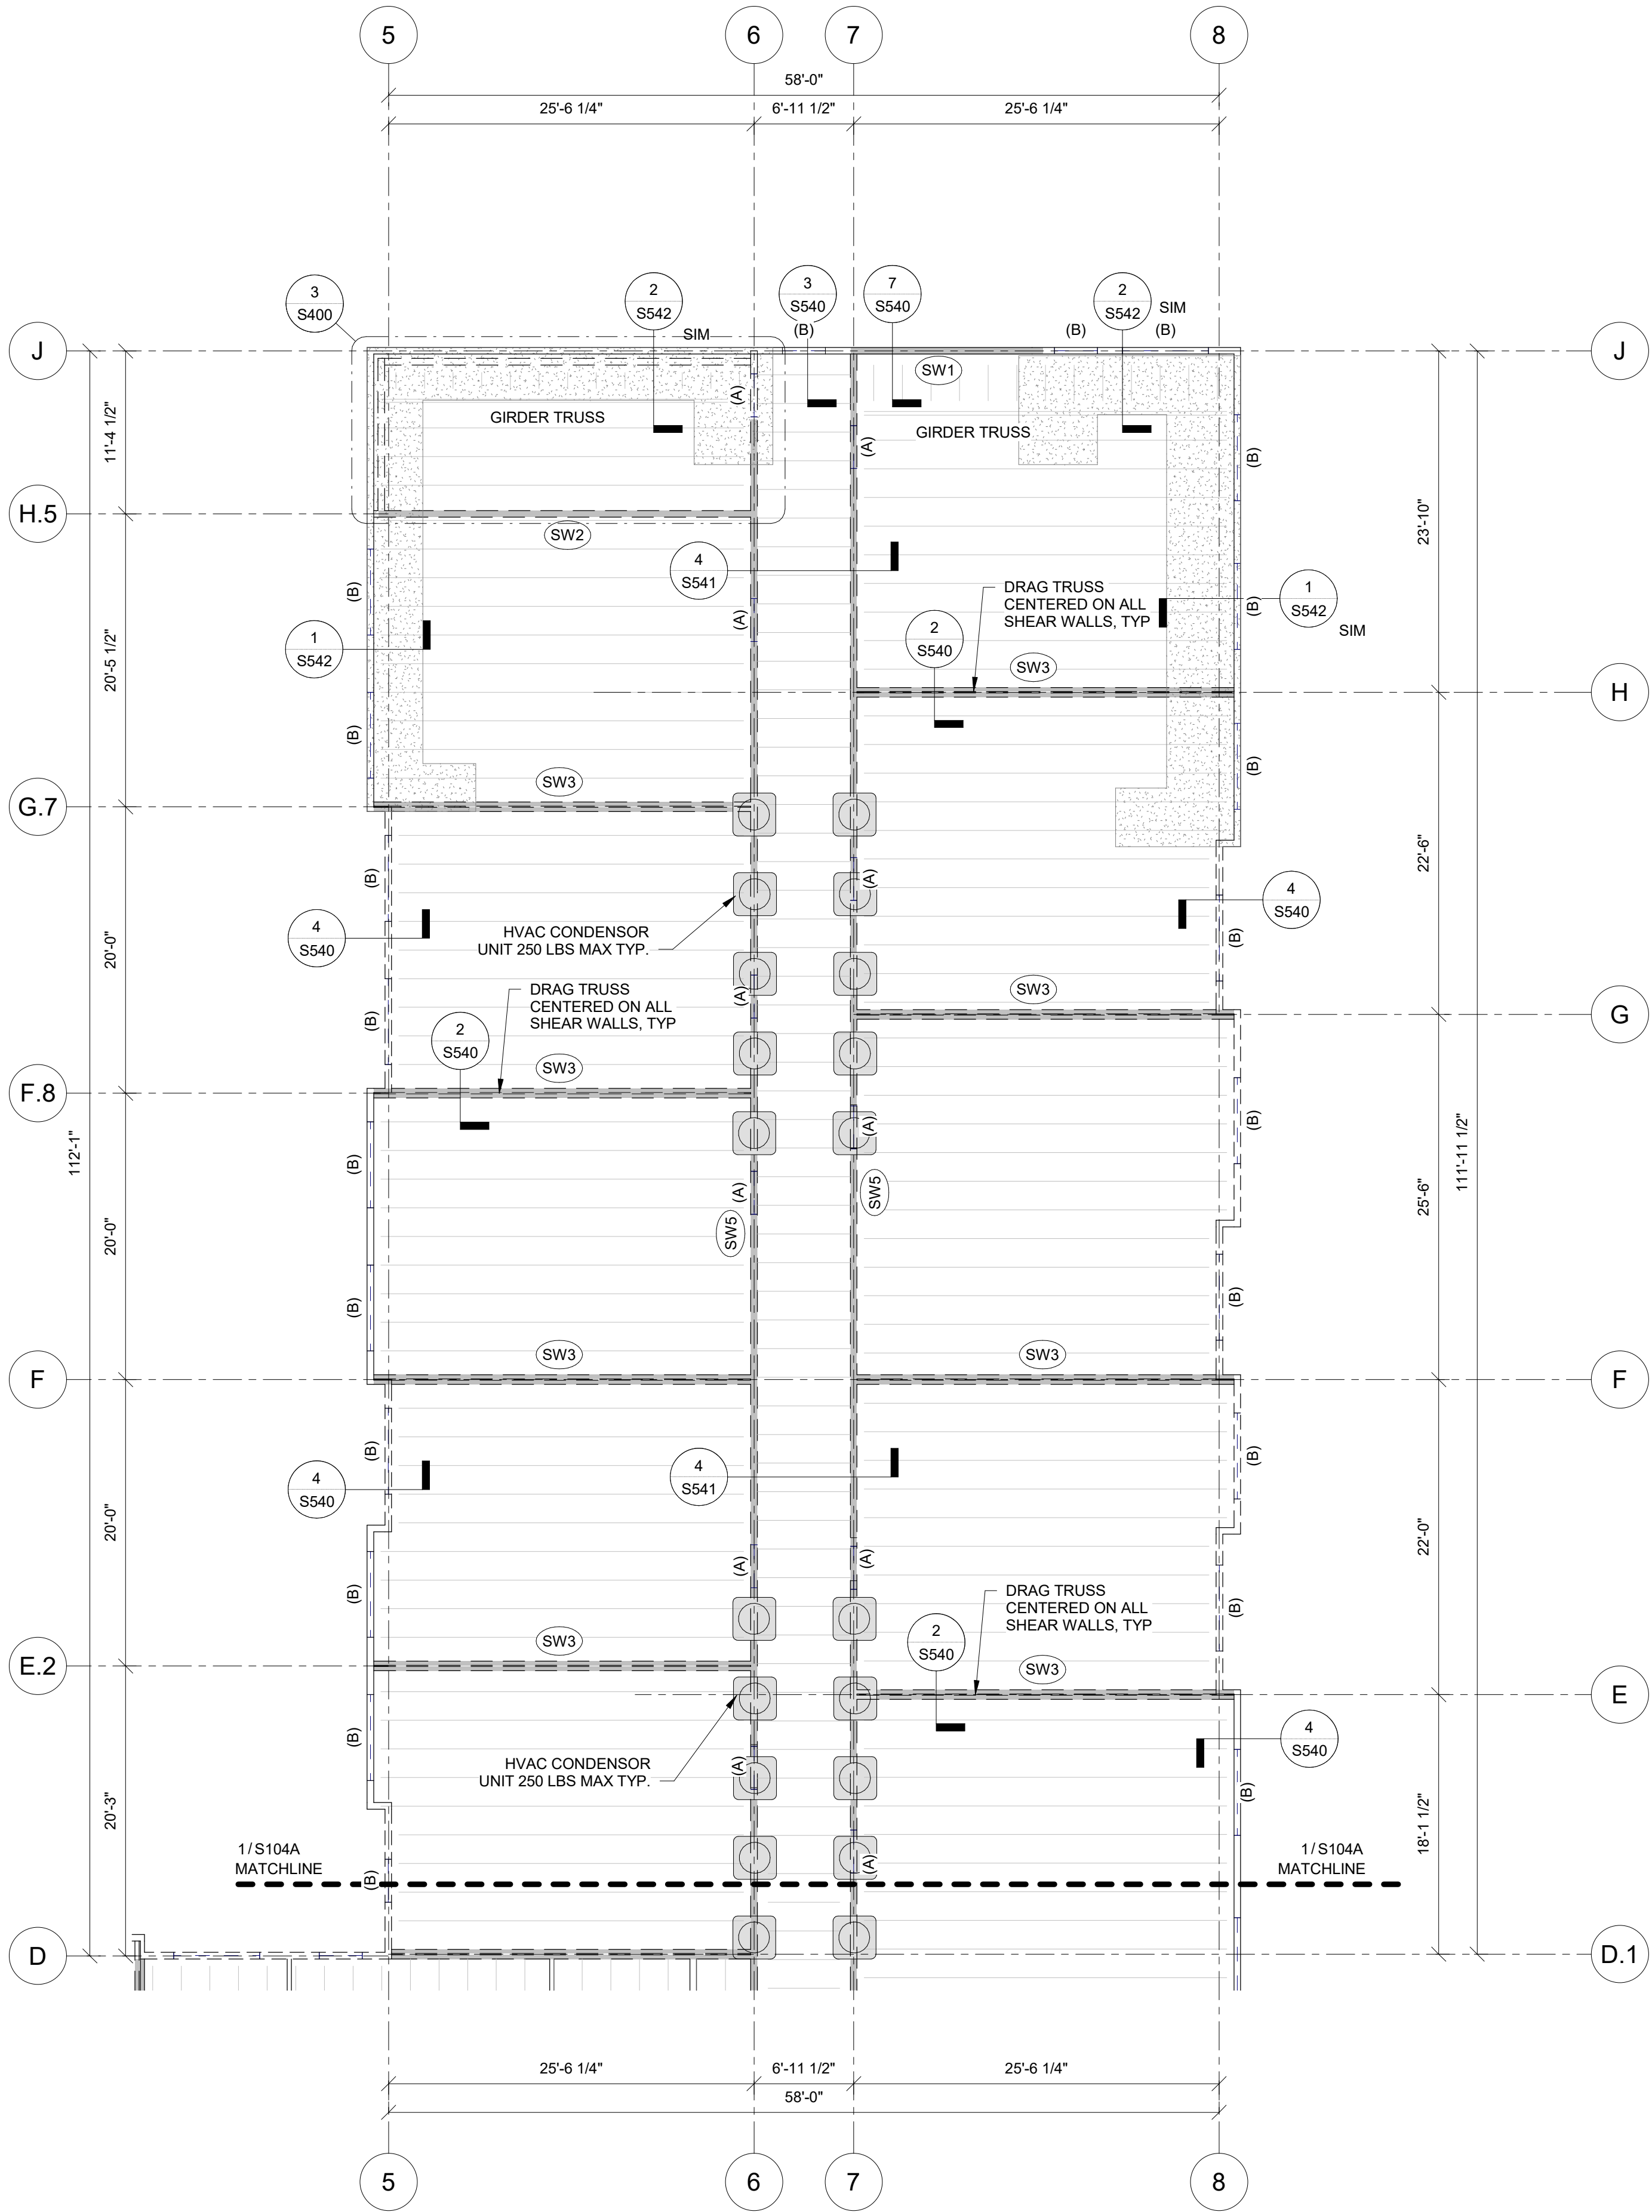 5
6
7
8
58'-0"
25'-6 1/4"
6'-11 1/2"
25'-6 1/4"
3
S400
2
S542
SIM
3
S540
(B)
7
S540
2
S542
SIM
(B)
(B)
J
J
SW1
(A)
GIRDER TRUSS
GIRDER TRUSS
(A)
(B)
11'-4 1/2"
23'-10"
H.5
SW2
4
S541
DRAG TRUSS
CENTERED ON ALL
SHEAR WALLS, TYP
(B)
(A)
(B)
1
S542
SIM
1
S542
2
S540
20'-5 1/2"
SW3
H
(B)
(B)
SW3
G.7
22'-6"
(B)
(A)
4
S540
4
S540
HVAC CONDENSOR
UNIT 250 LBS MAX TYP.
(B)
20'-0"
DRAG TRUSS
CENTERED ON ALL
SHEAR WALLS, TYP
(A)
SW3
(B)
2
S540
G
SW3
F.8
(A)
(B)
112'-1"
(B)
(A)
SW5
SW5
25'-6"
111'-11 1/2"
20'-0"
(B)
(B)
SW3
SW3
F
F
(B)
(B)
4
S540
4
S541
20'-0"
22'-0"
(A)
(A)
(B)
DRAG TRUSS
CENTERED ON ALL
SHEAR WALLS, TYP
(B)
SW3
2
S540
SW3
E.2
E
(B)
4
S540
HVAC CONDENSOR
UNIT 250 LBS MAX TYP.
(A)
(B)
20'-3"
18'-1 1/2"
1/S104A
MATCHLINE
(B)
(A)
1/S104A
MATCHLINE
D
D.1
25'-6 1/4"
6'-11 1/2"
25'-6 1/4"
58'-0"
5
6
7
8